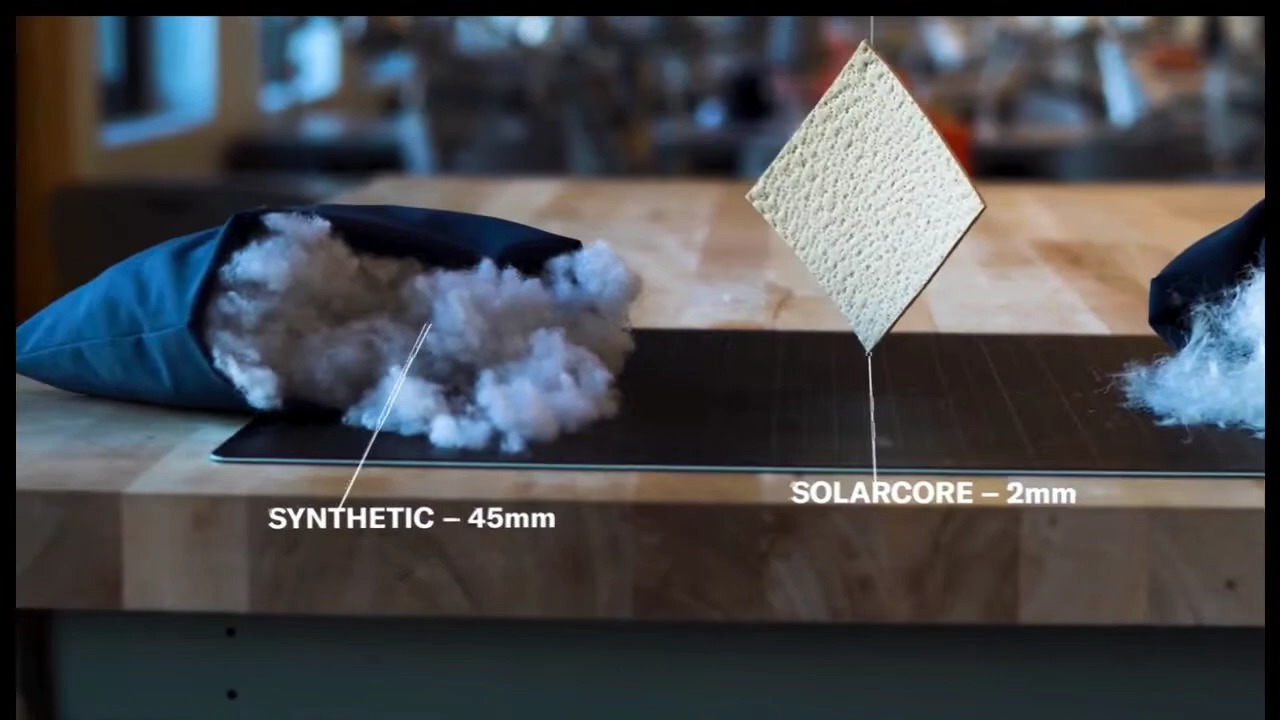 SYNTHETIC – 45mm
SOLARCORE – 2mm